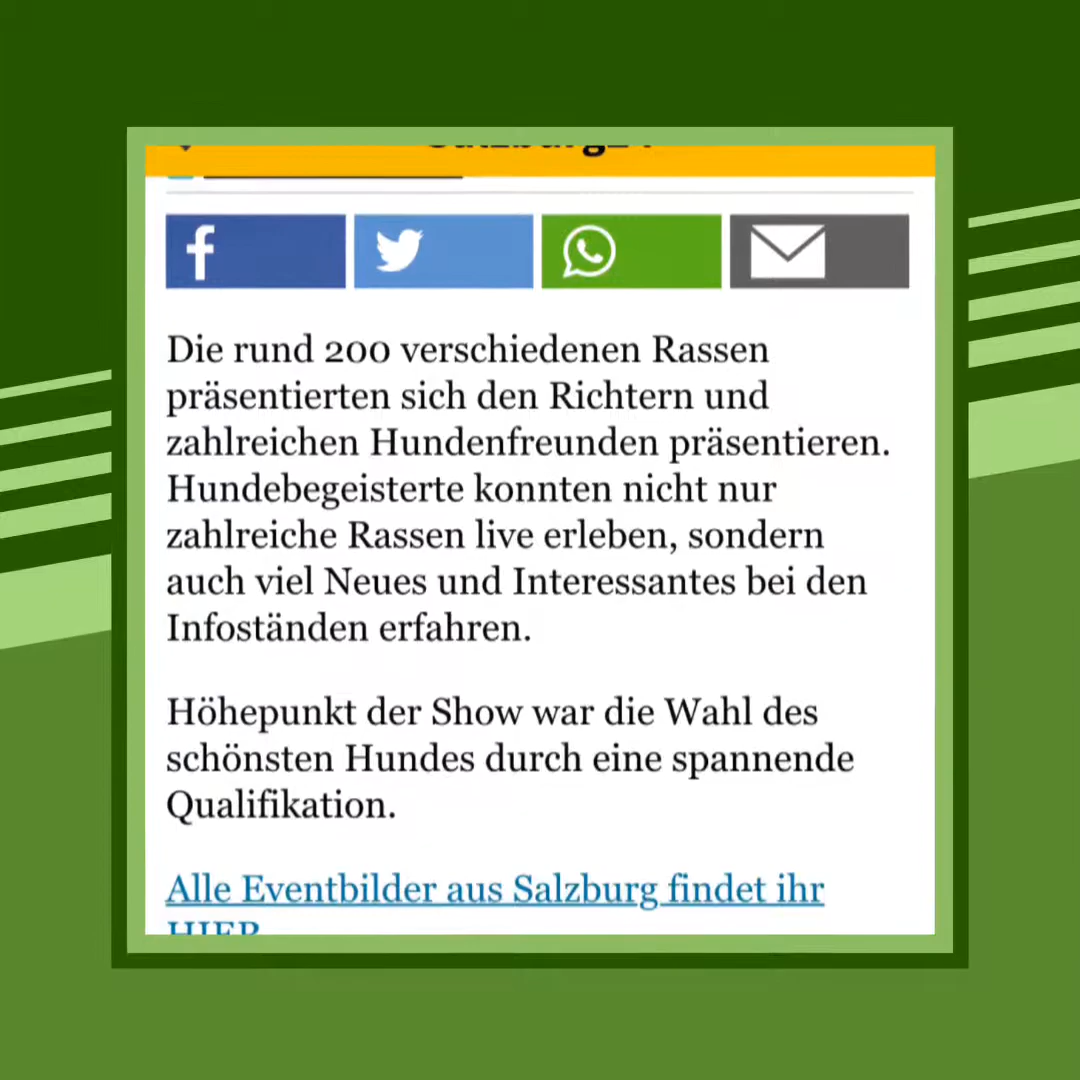 Die rund 200 verschiedenen Rassen
präsentierten sich den Richtern und
zahlreichen Hundenfreunden präsentieren.
Hundebegeisterte konnten nicht nur
zahlreiche Rassen live erleben, sondern
auch viel Neues und Interessantes bei den
Infoständen erfahren.
Höhepunkt der Show war die Wahl des
schönsten Hundes durch eine spannende
Qualifikation.
Alle Eventbilder aus Salzburg findet ihr
HIER